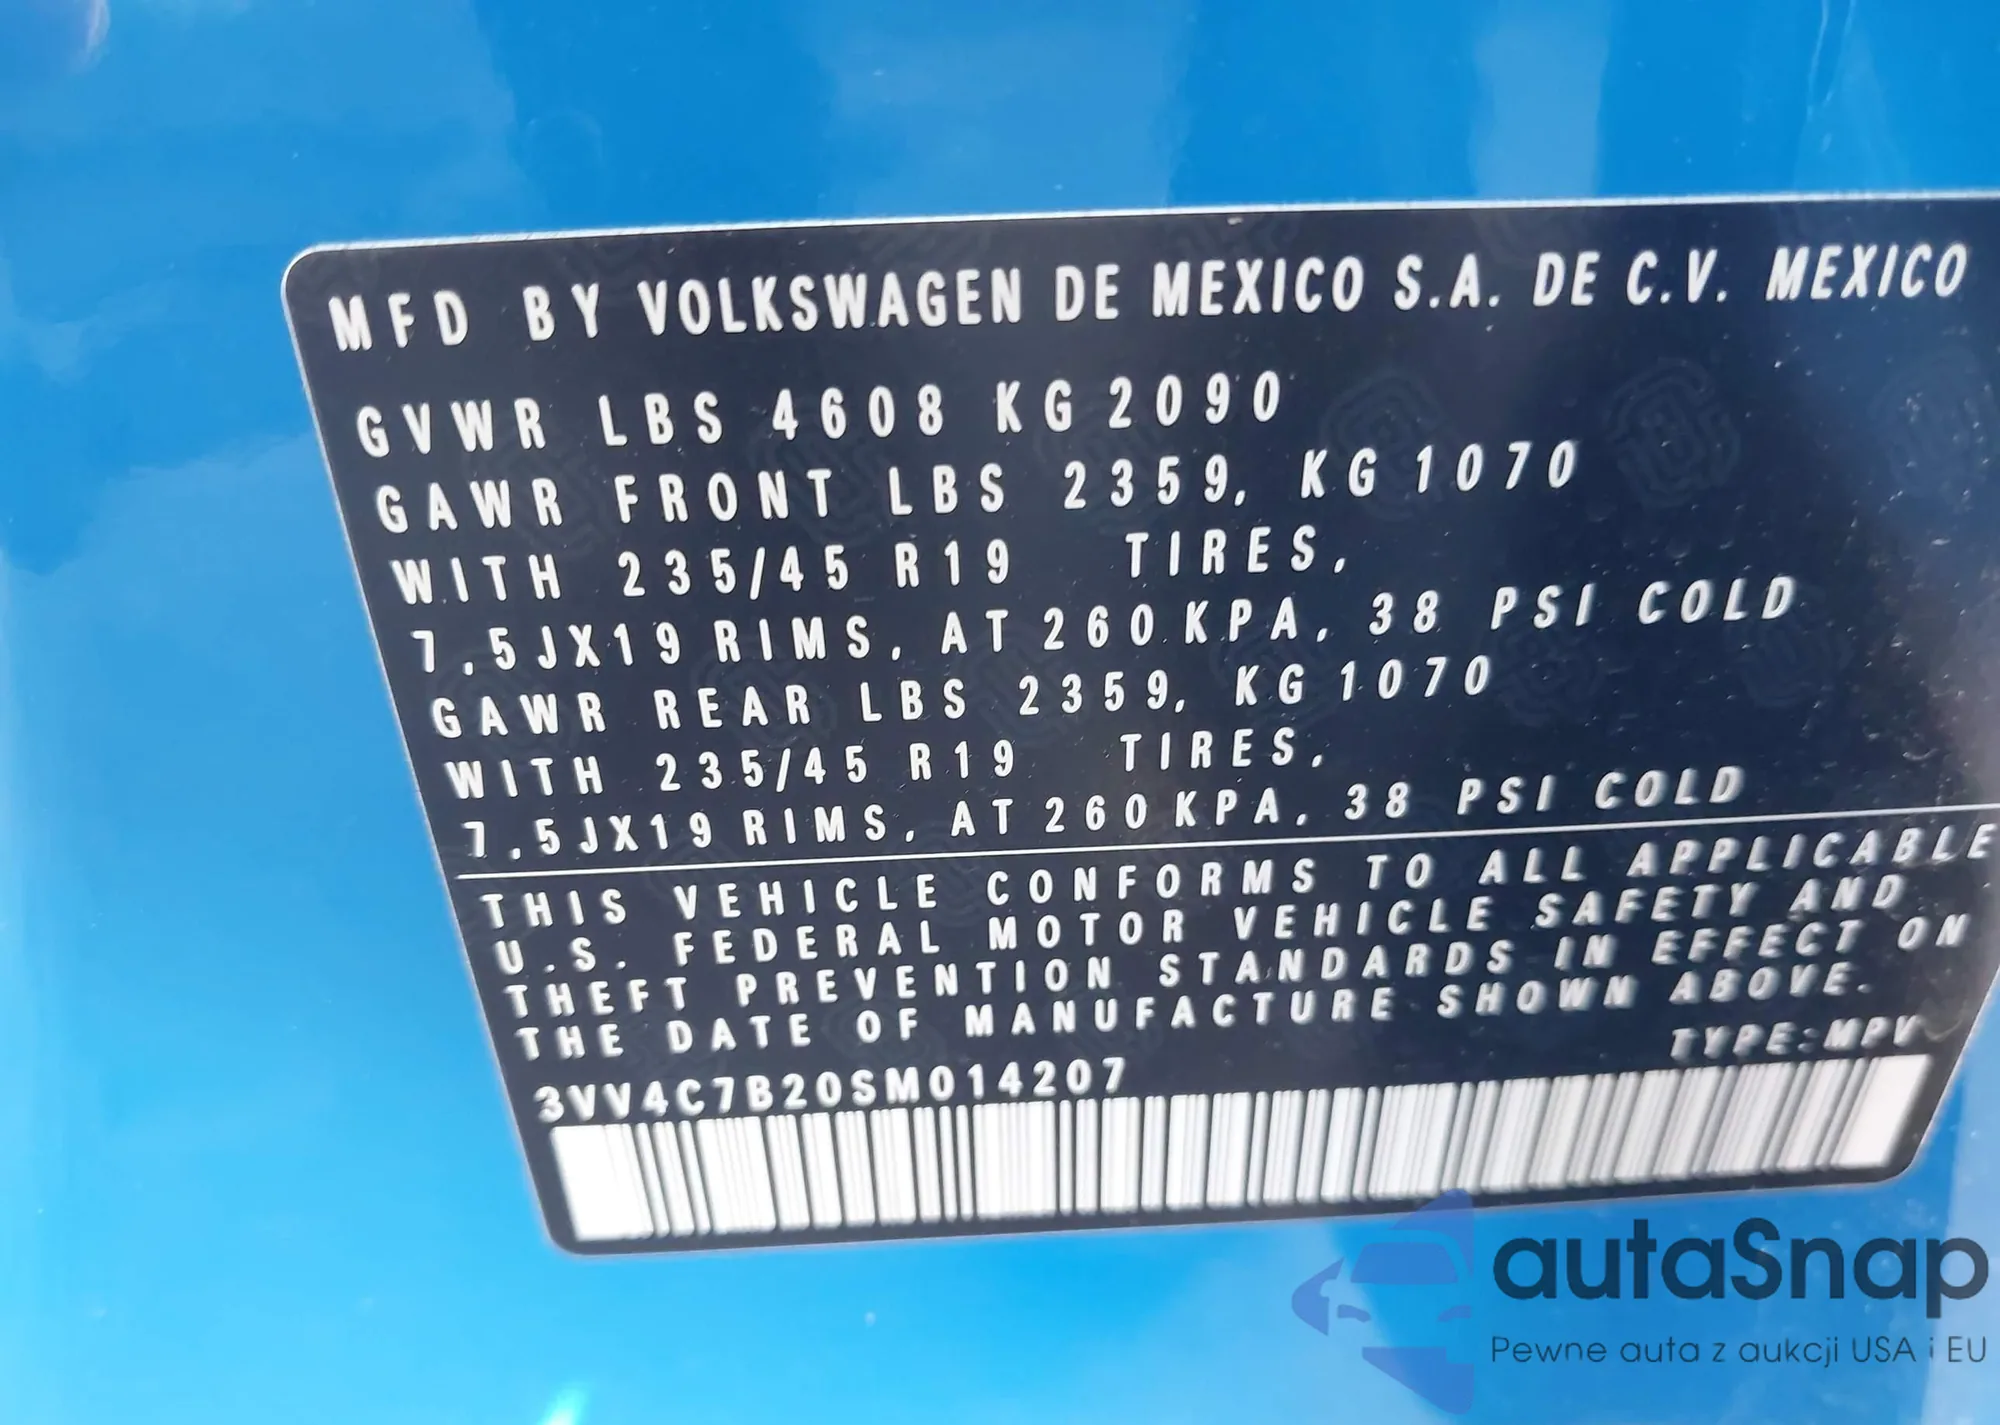 MFD BY VOLKSWAGEN DE MEXICO S.A. DE C.V. MEXICO
GVWR LBS 4608 KG 2090
GAWR FRONT LBS 2359, KG 1070
WITH 235/45 R19 TIRES,
7,5JX19 RIMS, AT 260 KPA, 38 PSI COLD
GAWR REAR LBS 2359, KG 1070
WITH 235/45 R19 TIRES,
7,5JX19 RIMS, AT 260 KPA, 38 PSI COLD
THIS VEHICLE CONFORMS TO ALL APPLICABLE
U.S. FEDERAL MOTOR VEHICLE SAFETY AND
THEFT PREVENTION STANDARDS IN EFFECT ON
THE DATE OF MANUFACTURE SHOWN ABOVE.
TYPE:MPV
3VV4C7B20SM014207
autaSnap
Pewne auta z aukcji USA i EU